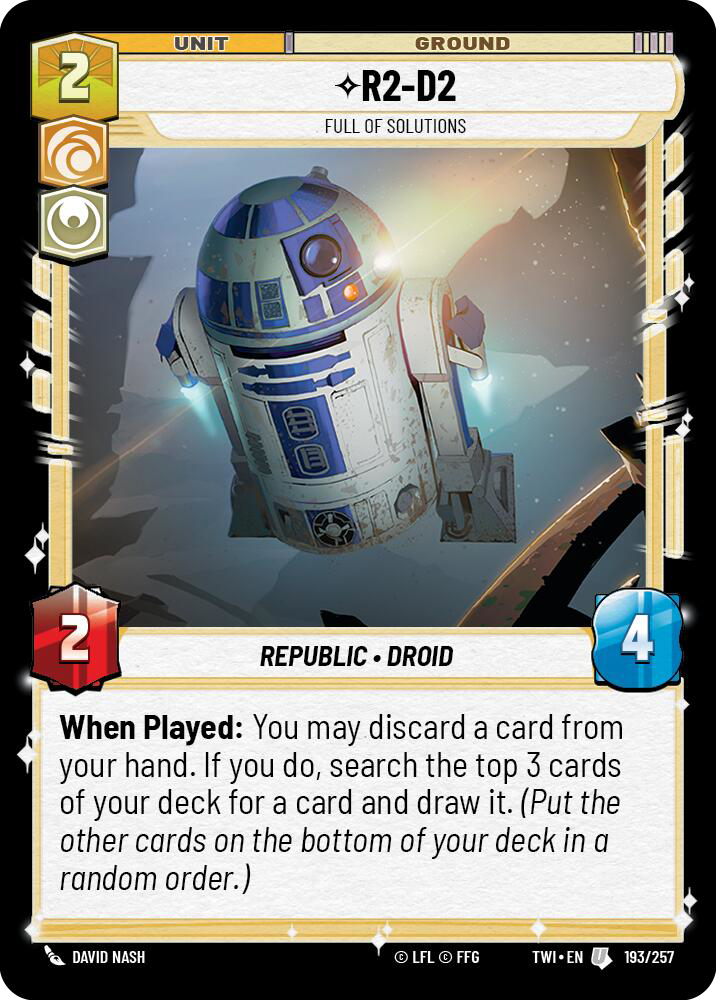 UNIT GROUND
2
✧R2-D2
FULL OF SOLUTIONS
2 REPUBLIC • DROID 4
When Played: You may discard a card from
your hand. If you do, search the top 3 cards
of your deck for a card and draw it. (Put the
other cards on the bottom of your deck in a
random order.)
DAVID NASH © LFL © FFG TWI • EN U 193/257